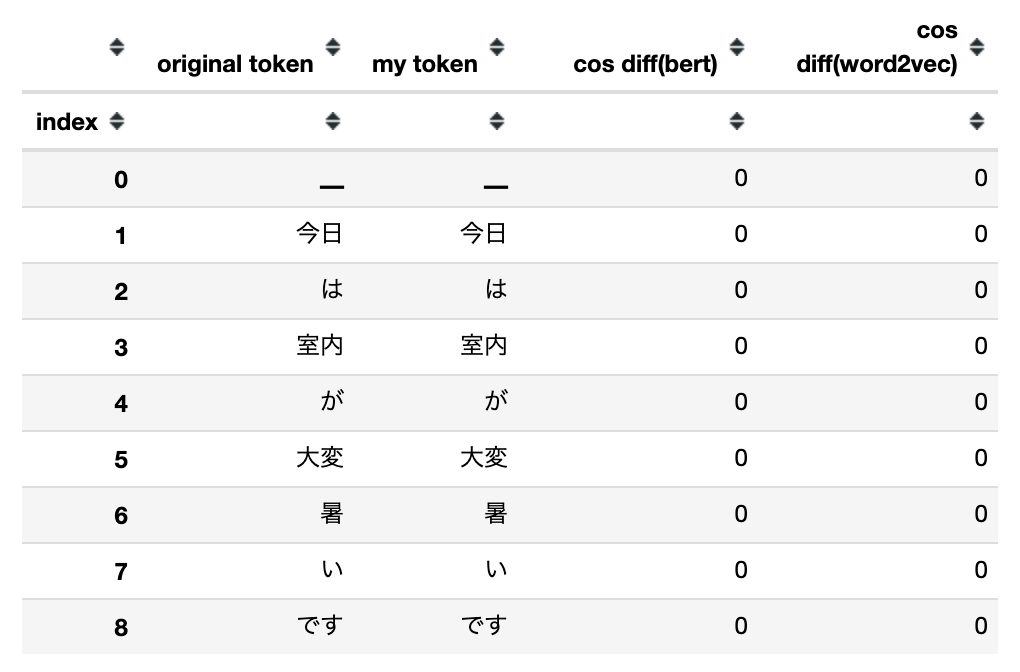 original token my token cos diff(bert) cos diff(word2vec)
index
0 ▁ ▁ 0 0
1 今日 今日 0 0
2 は は 0 0
3 室内 室内 0 0
4 が が 0 0
5 大変 大変 0 0
6 暑 暑 0 0
7 い い 0 0
8 です です 0 0